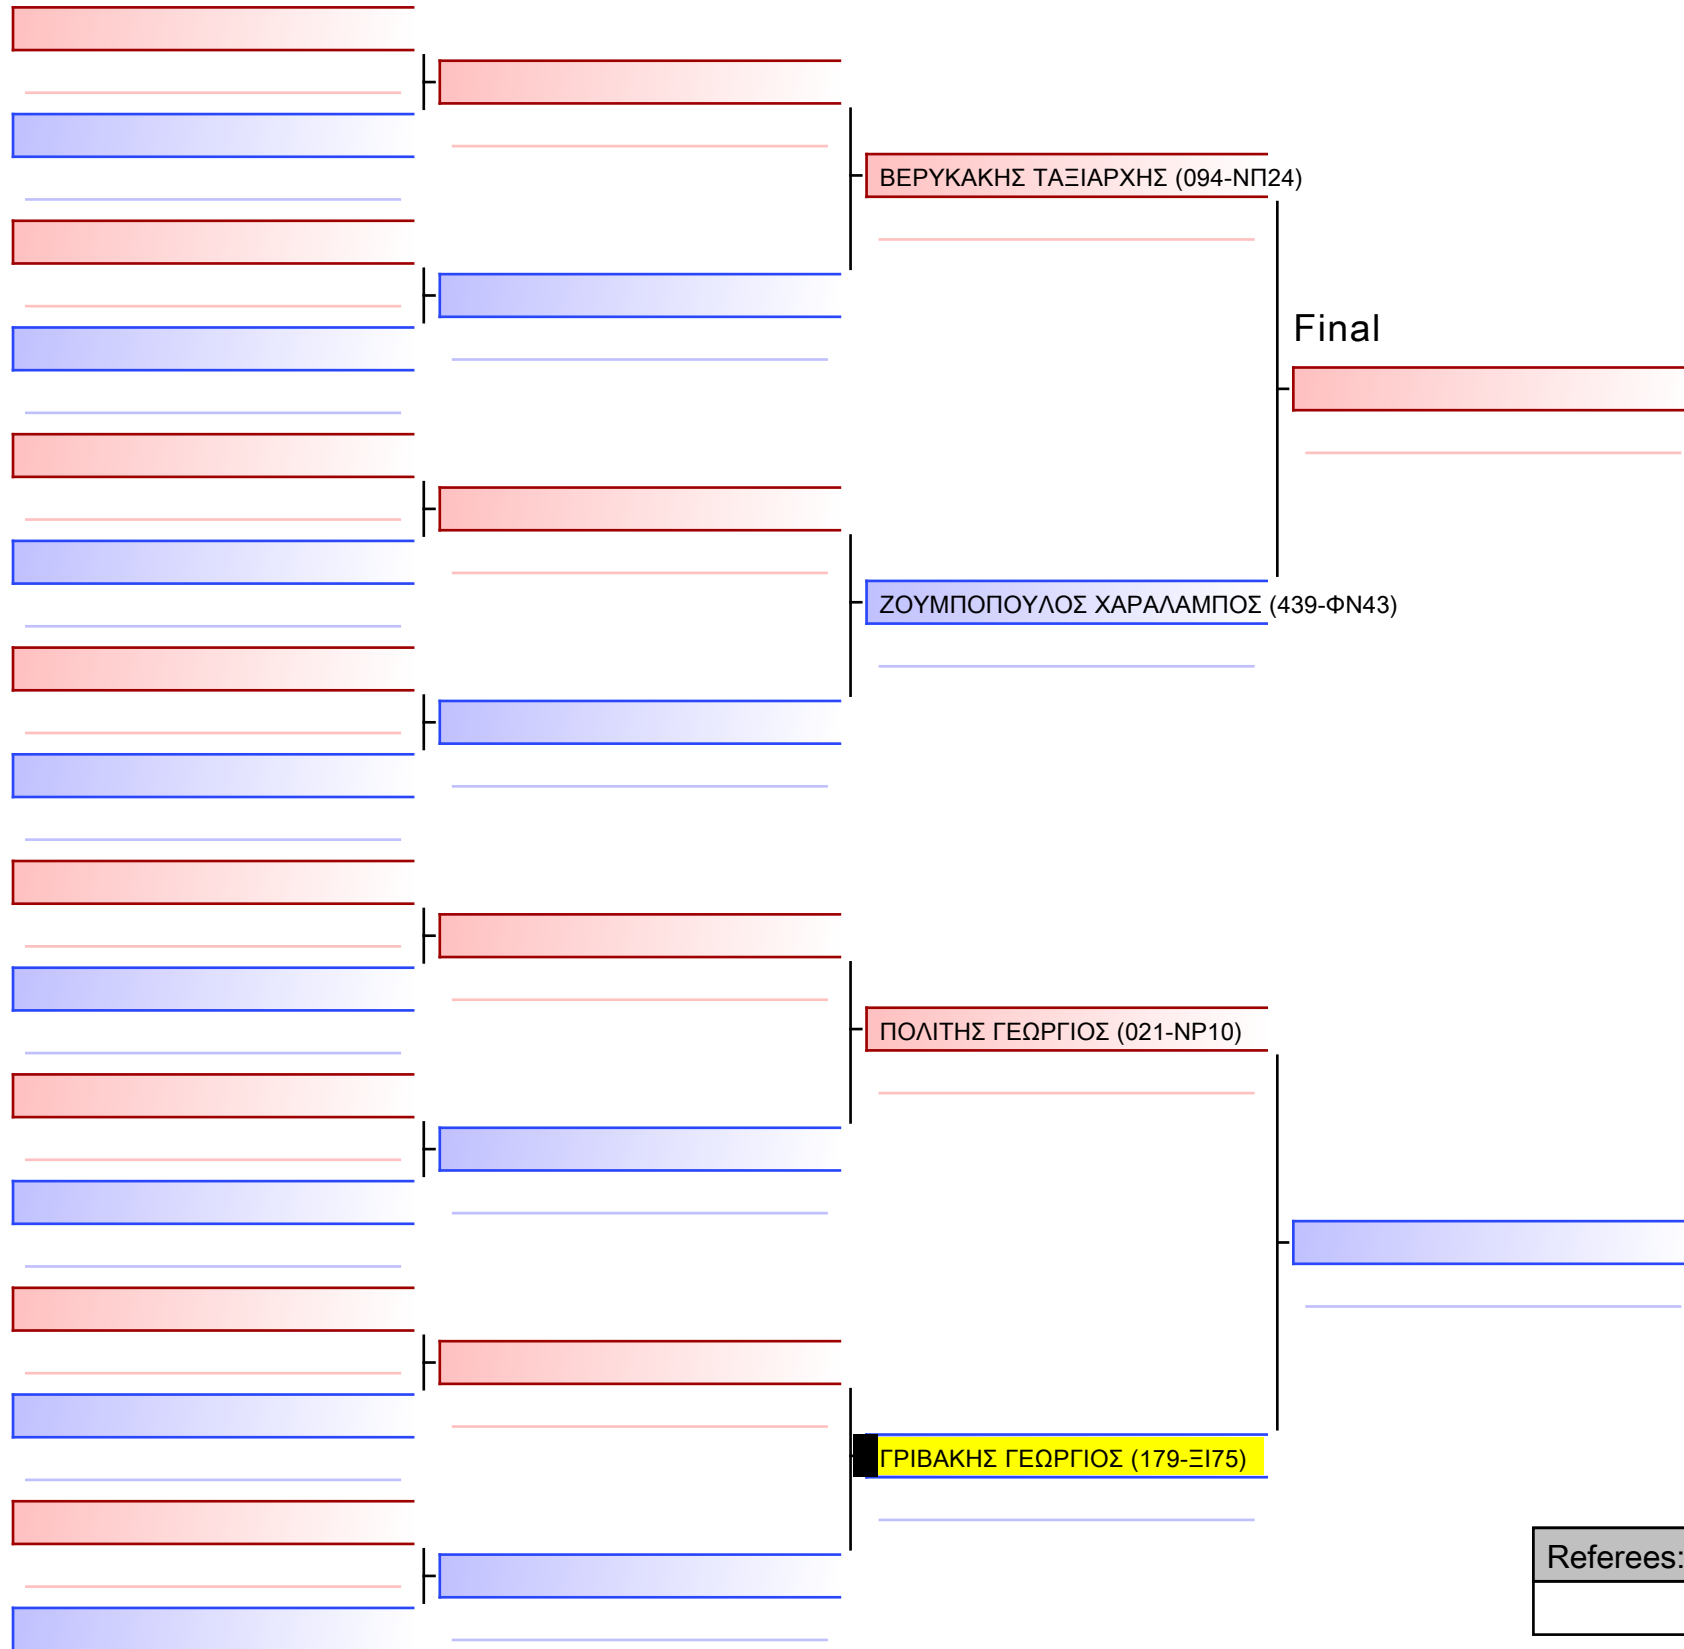 ΒΕΡΥΚΑΚΗΣ ΤΑΞΙΑΡΧΗΣ (094-ΝΠ24)
Final
ΖΟΥΜΠΟΠΟΥΛΟΣ ΧΑΡΑΛΑΜΠΟΣ (439-ΦΝ43)
ΠΟΛΙΤΗΣ ΓΕΩΡΓΙΟΣ (021-ΝΡ10)
ΓΡΙΒΑΚΗΣ ΓΕΩΡΓΙΟΣ (179-ΞΙ75)
Referees: